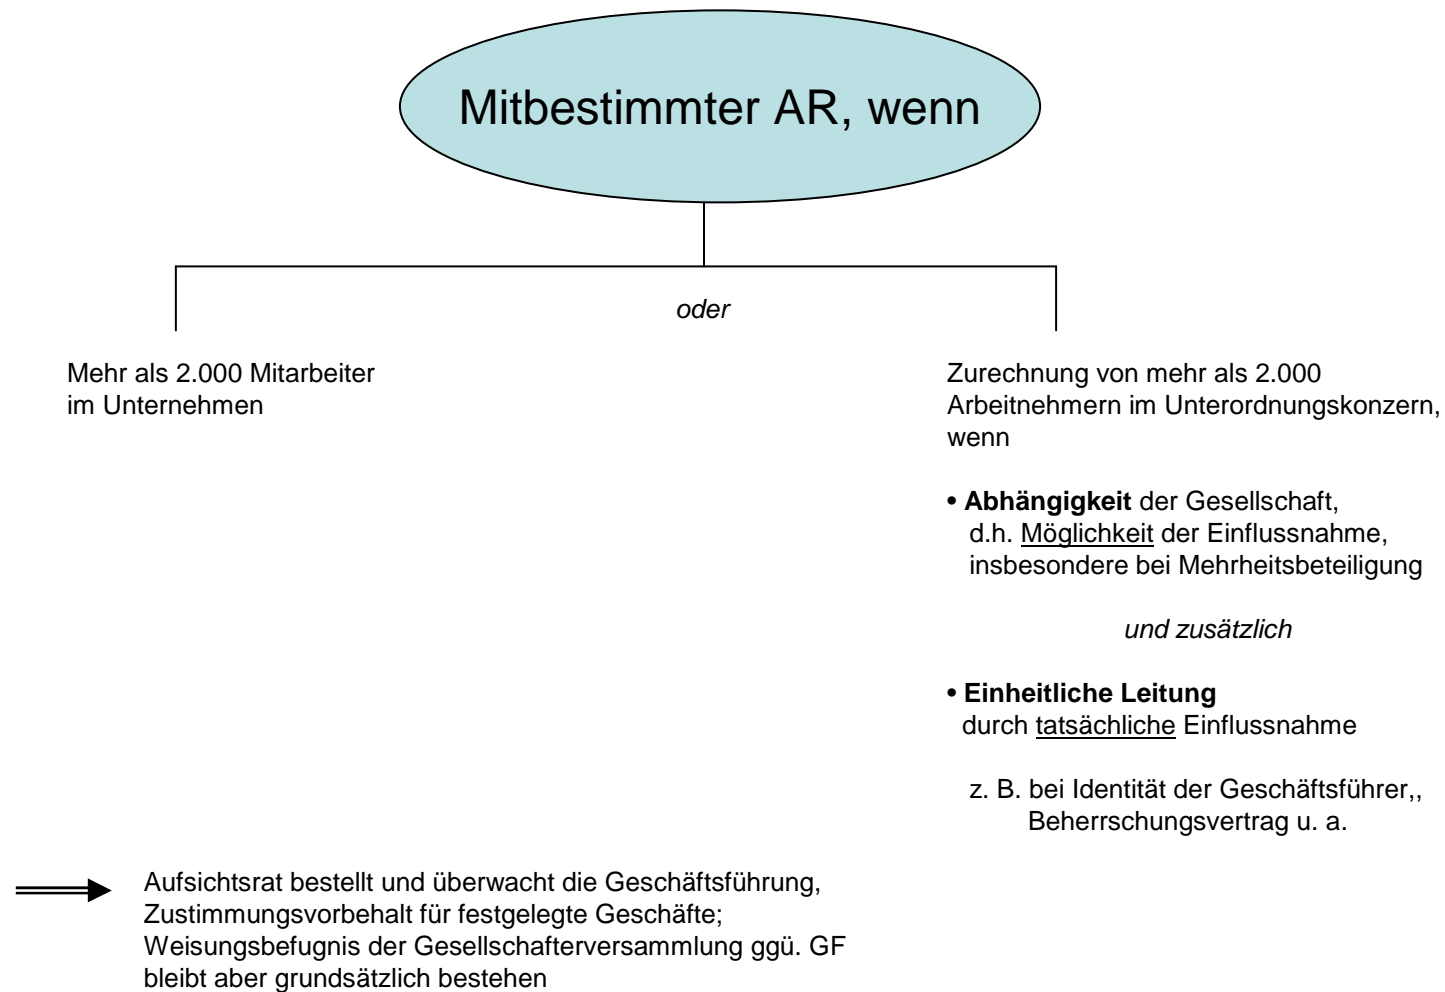 Mitbestimmter AR, wenn
oder
Mehr als 2.000 Mitarbeiter
im Unternehmen
Zurechnung von mehr als 2.000
Arbeitnehmern im Unterordnungskonzern,
wenn
• Abhängigkeit der Gesellschaft,
d.h. Möglichkeit der Einflussnahme,
insbesondere bei Mehrheitsbeteiligung
und zusätzlich
• Einheitliche Leitung
durch tatsächliche Einflussnahme
z. B. bei Identität der Geschäftsführer,,
Beherrschungsvertrag u. a.
Aufsichtsrat bestellt und überwacht die Geschäftsführung,
Zustimmungsvorbehalt für festgelegte Geschäfte;
Weisungsbefugnis der Gesellschafterversammlung ggü. GF
bleibt aber grundsätzlich bestehen